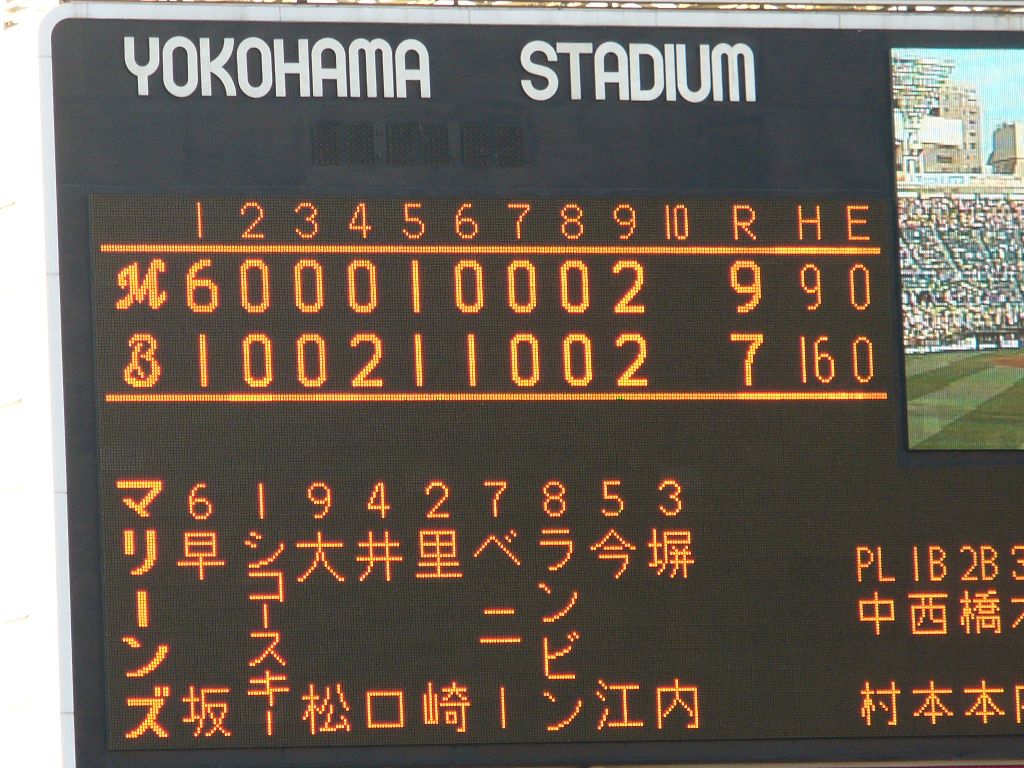 YOKOHAMA STADIUM
1 2 3 4 5 6 7 8 9 10 R H E
M 6 0 0 0 1 0 0 0 2 9 9 0
B 1 0 0 2 1 1 0 0 2 7 16 0
マリーンズ
6 早坂
1 シコースキー
9 大松
4 井口
2 里崎
7 ベニー
8 ランビン
5 今江
3 堀内
PL 中村
1B 西本
2B 橋本